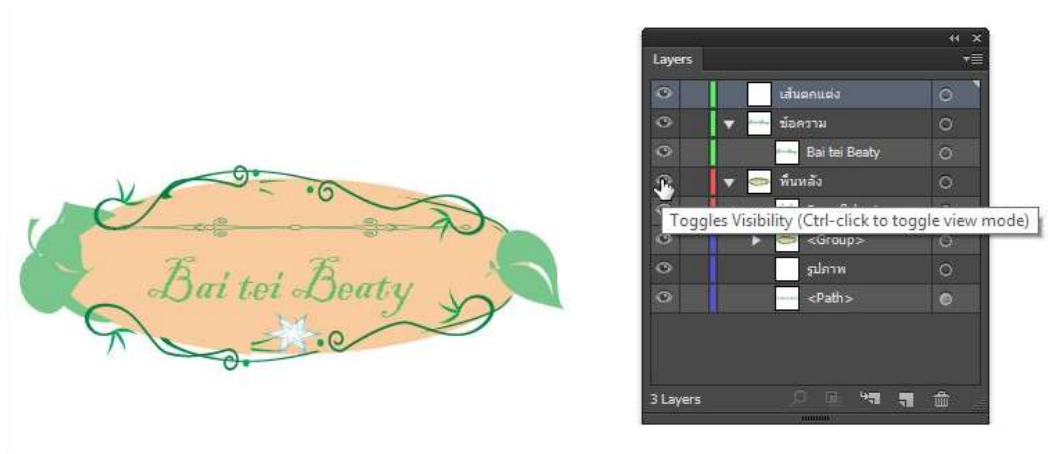 Bai tei Beaty
Layers
เส้นตกแต่ง
ข้อความ
Bai tei Beaty
พื้นหลัง
Toggles Visibility (Ctrl-click to toggle view mode)
<Group>
รูปภาพ
<Path>
3 Layers